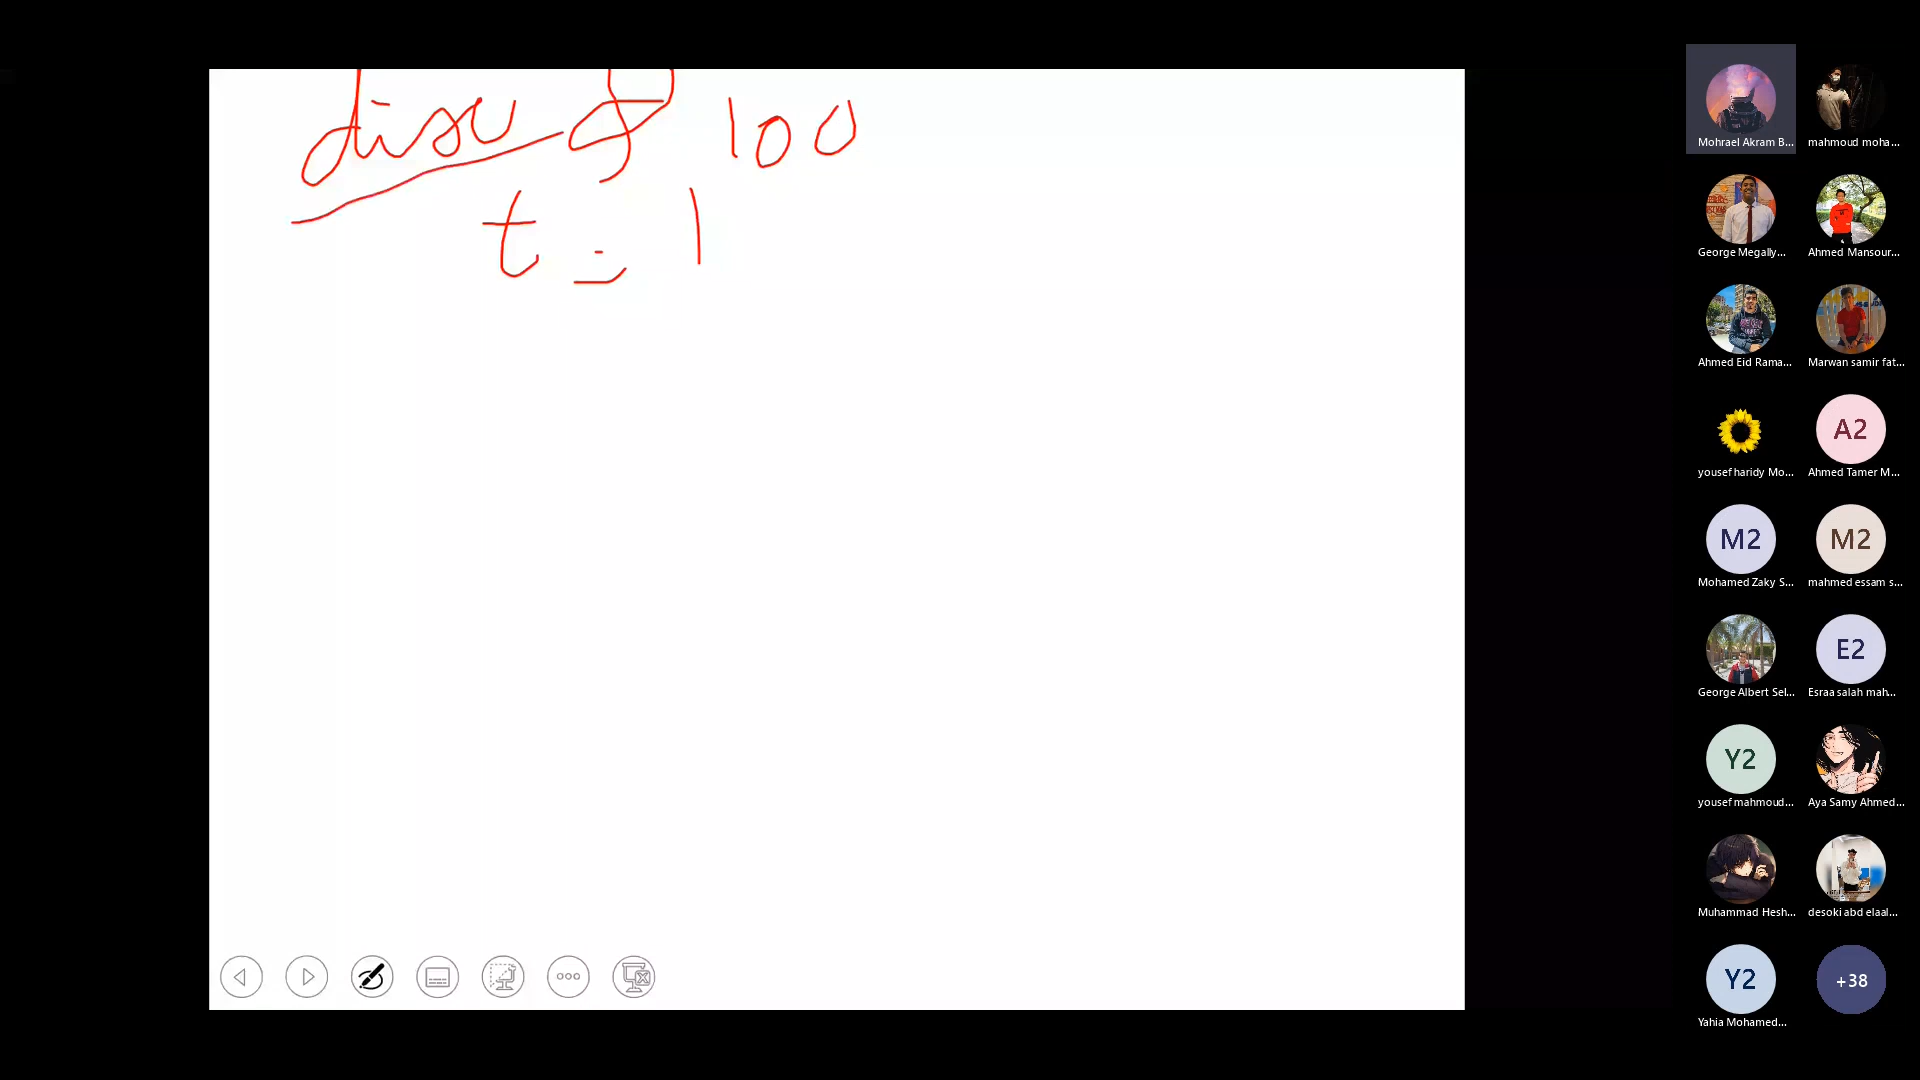 disc ø 100
t = 1
Mohrael Akram B...
mahmoud moha...
George Megally...
Ahmed Mansour...
Ahmed Eid Rama...
Marwan samir fat...
yousef haridy Mo...
A2
Ahmed Tamer M...
M2
Mohamed Zaky S...
M2
mahmed essam s...
George Albert Sel...
E2
Esraa salah mah...
Y2
yousef mahmoud...
Aya Samy Ahmed...
Muhammad Hesh...
desoki abd elaal...
Y2
Yahia Mohamed...
+38